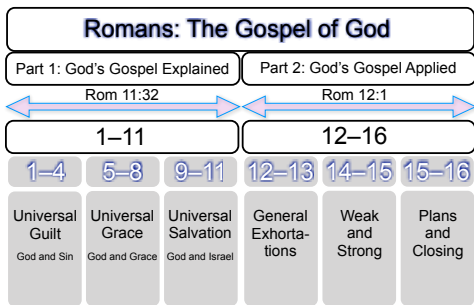 Romans: The Gospel of God
Part 1: God's Gospel Explained
Part 2: God's Gospel Applied
Rom 11:32
Rom 12:1
1–11
12–16
1–4
5–8
9–11
12–13
14–15
15–16
Universal
Guilt
God and Sin
Universal
Grace
God and Grace
Universal
Salvation
God and Israel
General
Exhorta-
tions
Weak
and
Strong
Plans
and
Closing